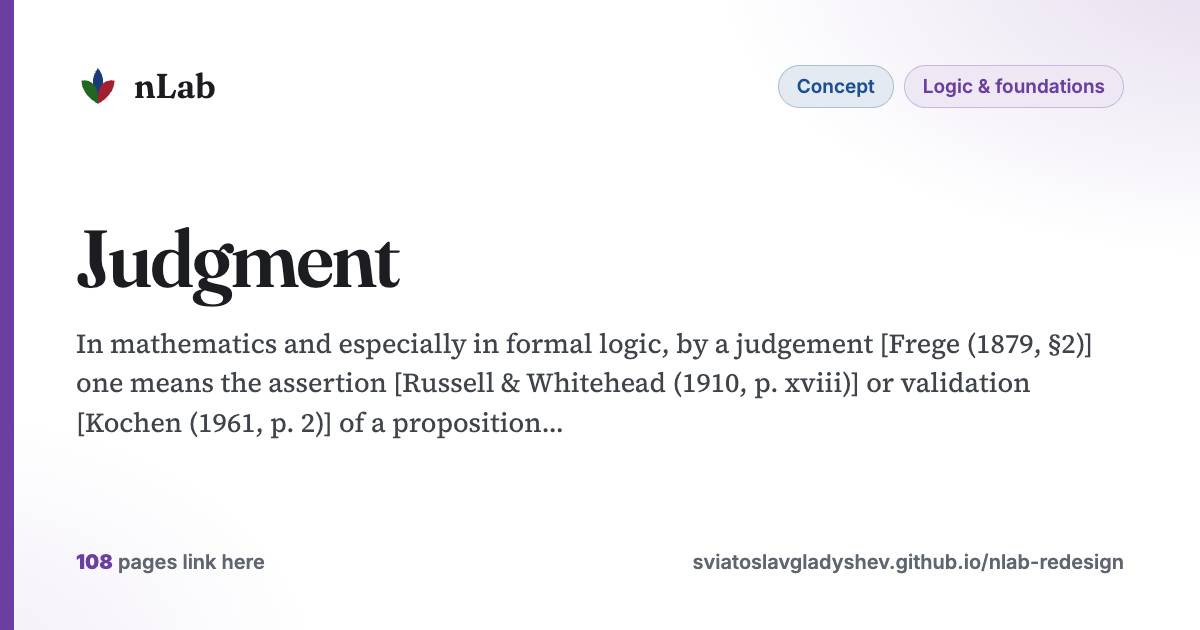 nLab
Concept
Logic & foundations
Judgment
In mathematics and especially in formal logic, by a judgement [Frege (1879, §2)]
one means the assertion [Russell & Whitehead (1910, p. xviii)] or validation
[Kochen (1961, p. 2)] of a proposition...
108 pages link here
sviatoslavgladyshev.github.io/nlab-redesign